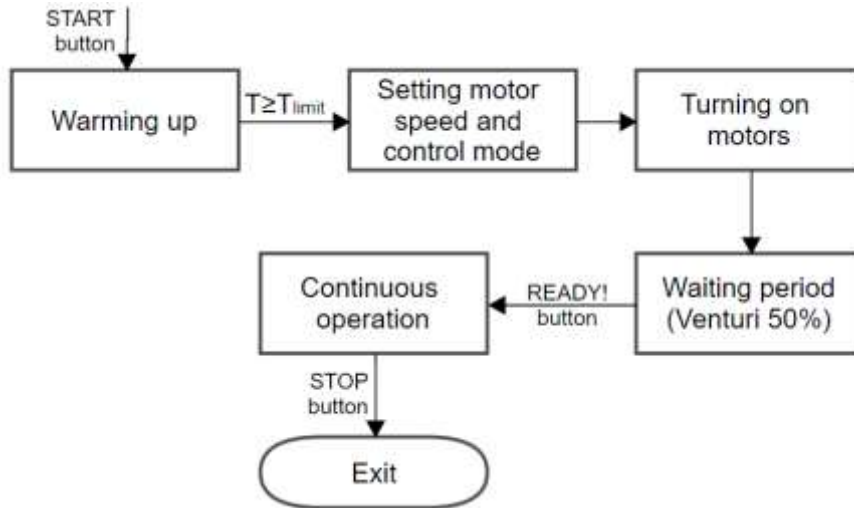 START
button
Warming up
T≥Tlimit
Setting motor
speed and
control mode
Turning on
motors
Waiting period
(Venturi 50%)
READY!
button
Continuous
operation
STOP
button
Exit